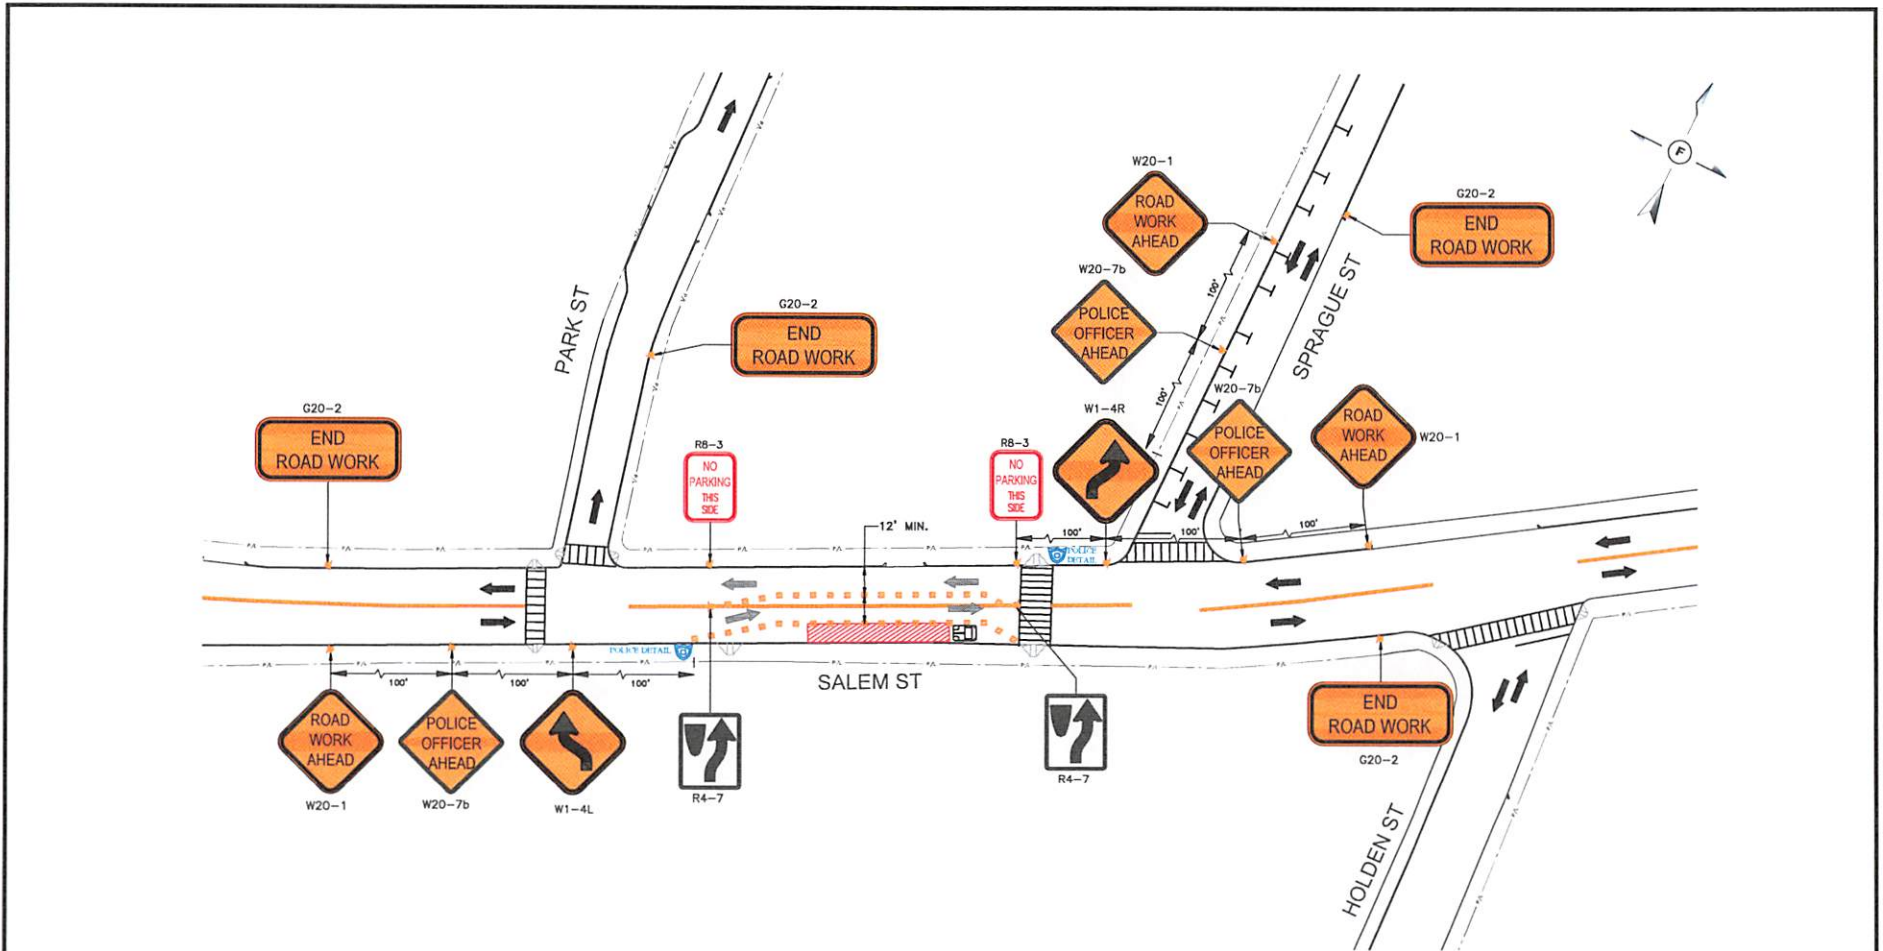 W20-1
ROAD
WORK
AHEAD
G20-2
END
ROAD WORK
F
W20-7b
POLICE
OFFICER
AHEAD
100'
100'
SPRAGUE ST
PARK ST
G20-2
END
ROAD WORK
G20-2
END
ROAD WORK
R8-3
NO
PARKING
THIS
SIDE
R8-3
NO
PARKING
THIS
SIDE
W1-4R
W20-7b
POLICE
OFFICER
AHEAD
ROAD
WORK
AHEAD
W20-1
12' MIN.
100'
100'
100'
POLICE
DETAIL
POLICE DETAIL
100'
100'
100'
SALEM ST
ROAD
WORK
AHEAD
W20-1
POLICE
OFFICER
AHEAD
W20-7b
W1-4L
R4-7
R4-7
END
ROAD WORK
G20-2
HOLDEN ST